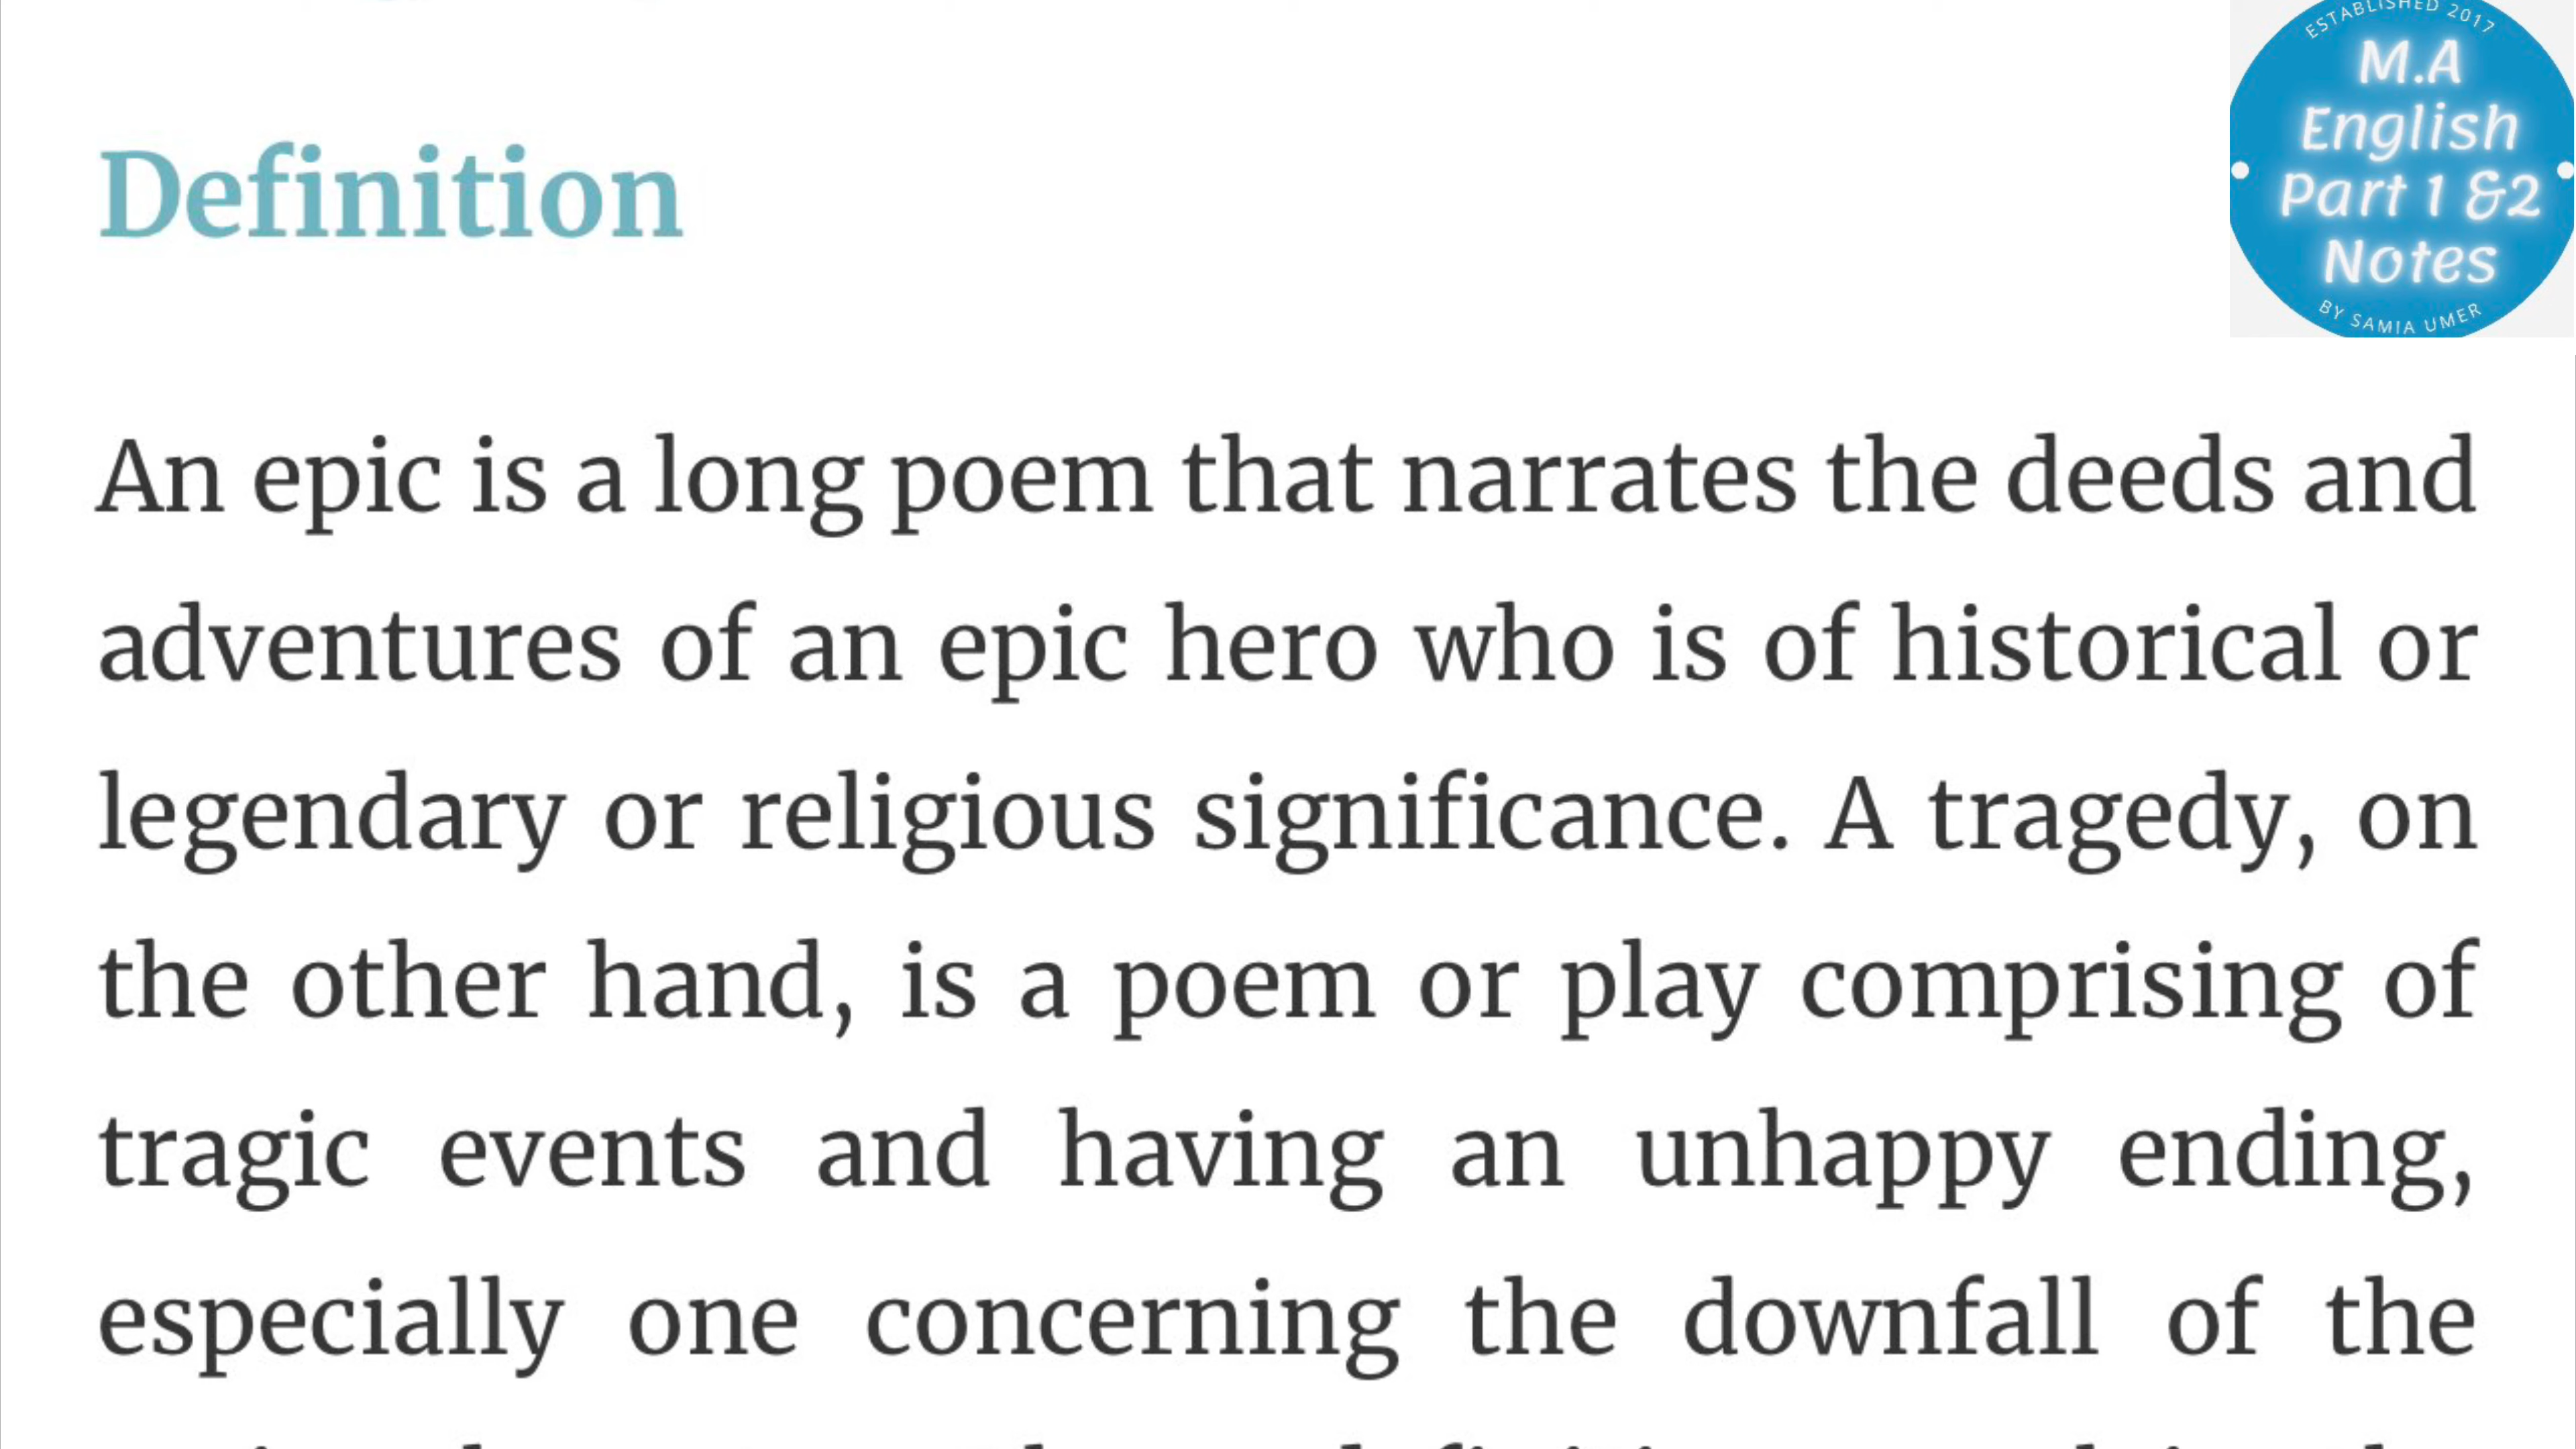 ESTABLISHED 2017
M.A
English
Part 1 &2
Notes
BY SAMIA UMER
Definition
An epic is a long poem that narrates the deeds and
adventures of an epic hero who is of historical or
legendary or religious significance. A tragedy, on
the other hand, is a poem or play comprising of
tragic events and having an unhappy ending,
especially one concerning the downfall of the